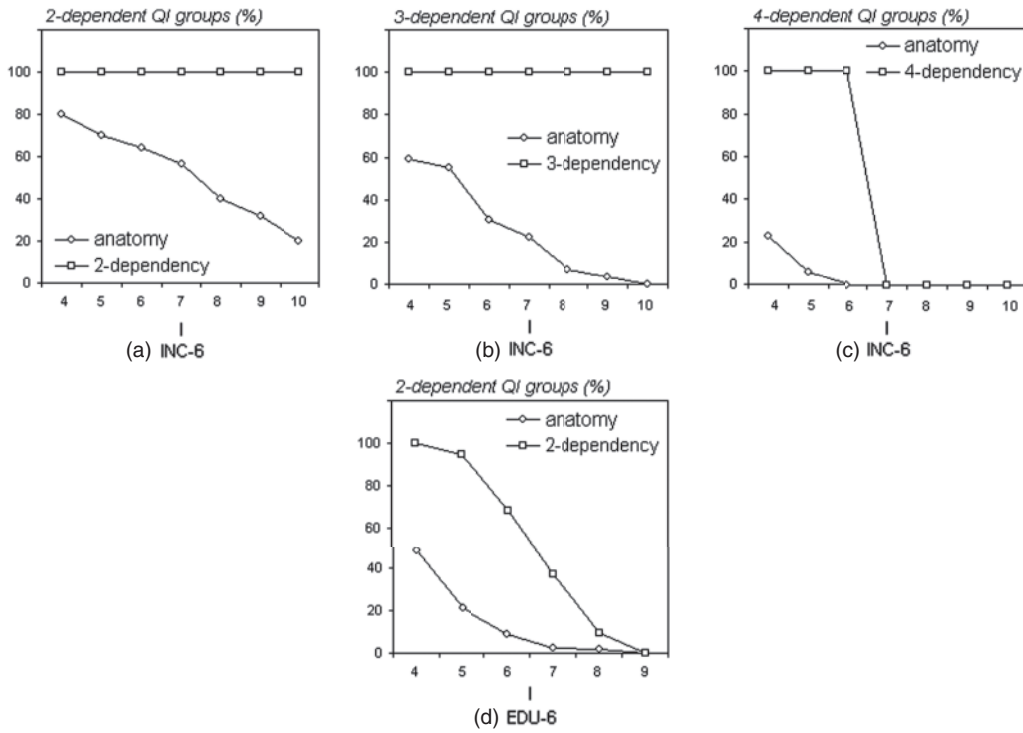 2-dependent QI groups (%)
100
80
60
40
20
0
anatomy
2-dependency
4 5 6 7 8 9 10
l
(a) INC-6
3-dependent QI groups (%)
100
80
60
40
20
0
anatomy
3-dependency
4 5 6 7 8 9 10
l
(b) INC-6
4-dependent QI groups (%)
100
80
60
40
20
0
anatomy
4-dependency
4 5 6 7 8 9 10
l
(c) INC-6
2-dependent QI groups (%)
100
80
60
40
20
0
anatomy
2-dependency
4 5 6 7 8 9
l
(d) EDU-6